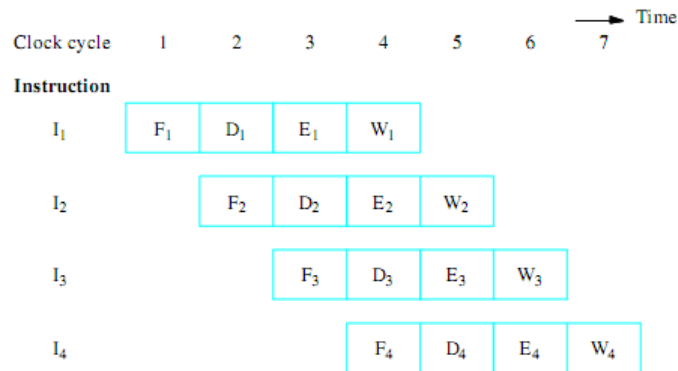 Time
Clock cycle 1 2 3 4 5 6 7
Instruction
I₁ F₁ D₁ E₁ W₁
I₂ F₂ D₂ E₂ W₂
I₃ F₃ D₃ E₃ W₃
I₄ F₄ D₄ E₄ W₄